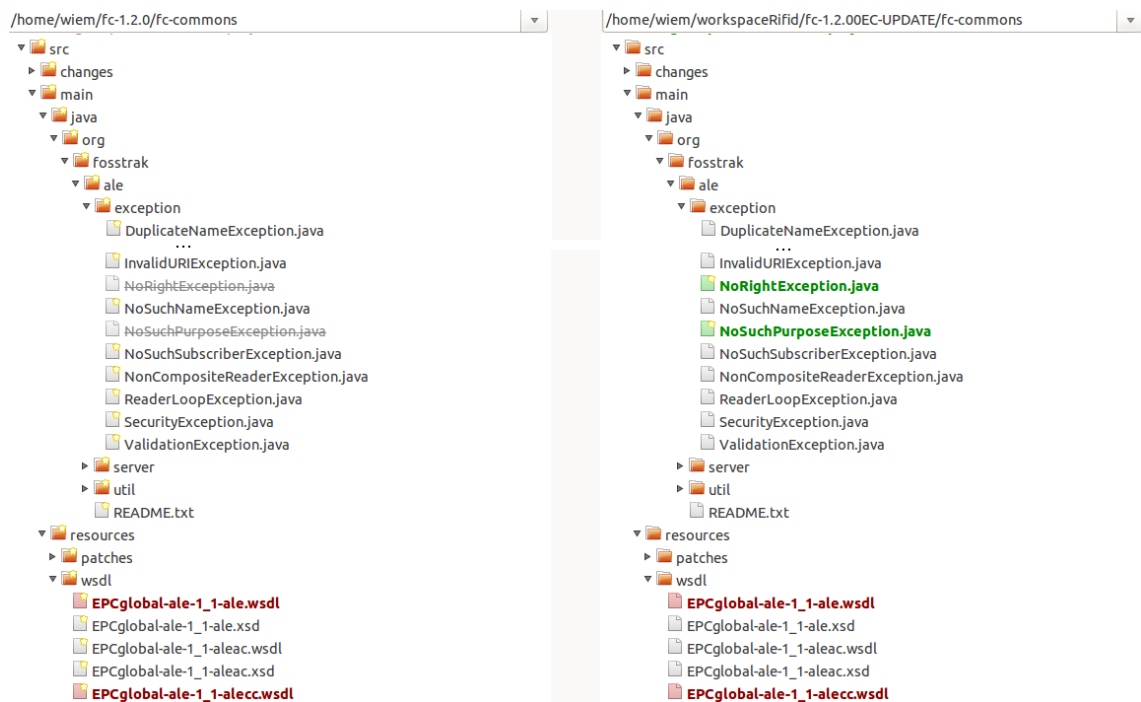 /home/wiem/fc-1.2.0/fc-commons
src
changes
main
java
org
fosstrak
ale
exception
DuplicateNameException.java
...
InvalidURIException.java
NoRightException.java
NoSuchNameException.java
NoSuchPurposeException.java
NoSuchSubscriberException.java
NonCompositeReaderException.java
ReaderLoopException.java
SecurityException.java
ValidationException.java
server
util
README.txt
resources
patches
wsdl
EPCglobal-ale-1_1-ale.wsdl
EPCglobal-ale-1_1-ale.xsd
EPCglobal-ale-1_1-aleac.wsdl
EPCglobal-ale-1_1-aleac.xsd
EPCglobal-ale-1_1-alecc.wsdl
/home/wiem/workspaceRifid/fc-1.2.00EC-UPDATE/fc-commons
src
changes
main
java
org
fosstrak
ale
exception
DuplicateNameException.java
...
InvalidURIException.java
NoRightException.java
NoSuchNameException.java
NoSuchPurposeException.java
NoSuchSubscriberException.java
NonCompositeReaderException.java
ReaderLoopException.java
SecurityException.java
ValidationException.java
server
util
README.txt
resources
patches
wsdl
EPCglobal-ale-1_1-ale.wsdl
EPCglobal-ale-1_1-ale.xsd
EPCglobal-ale-1_1-aleac.wsdl
EPCglobal-ale-1_1-aleac.xsd
EPCglobal-ale-1_1-alecc.wsdl